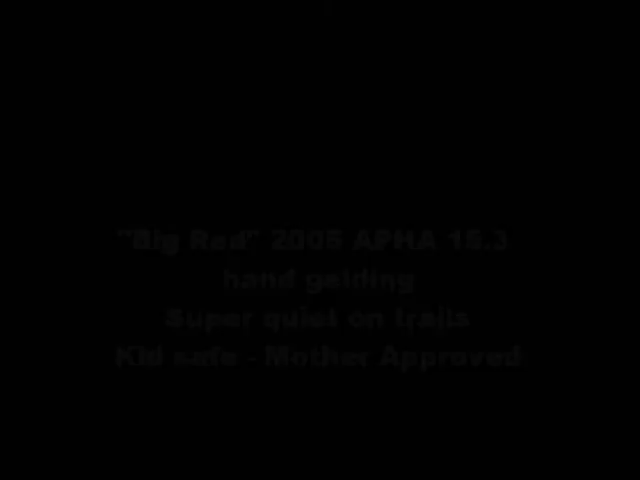 "Big Red" 2005 APHA 16.3
hand gelding
Super quiet on trails
Kid safe - Mother Approved